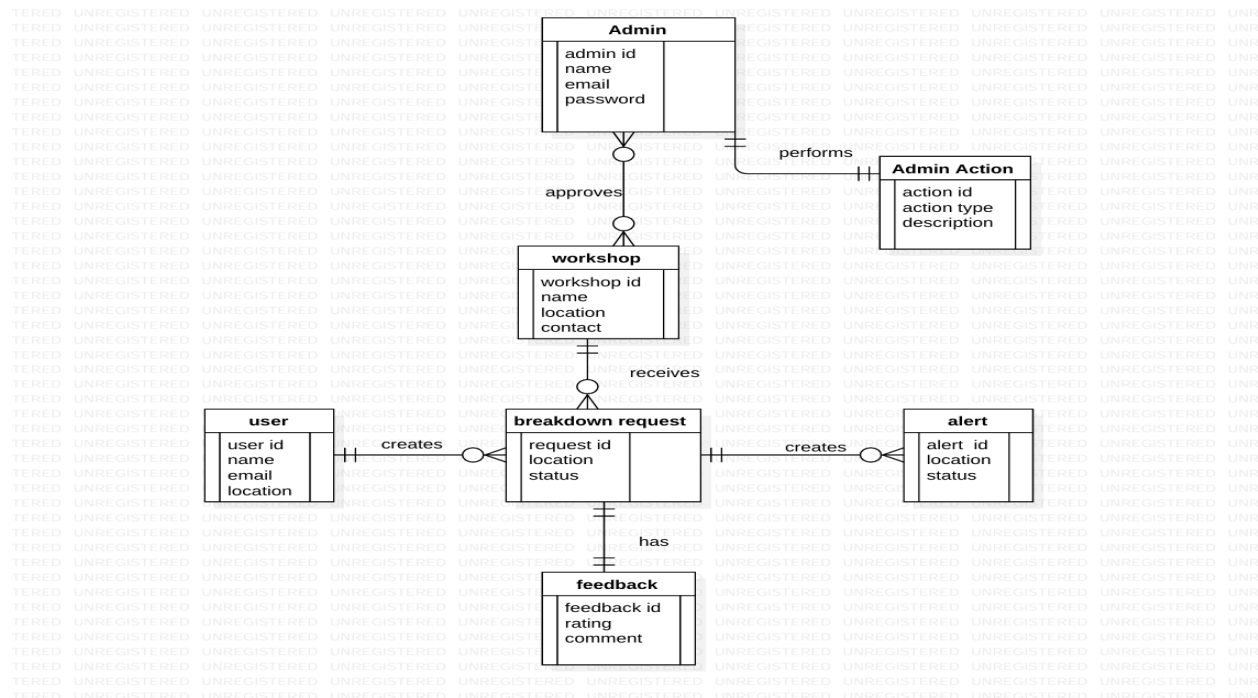 Admin
admin id
name
email
password
performs
Admin Action
action id
action type
description
approves
workshop
workshop id
name
location
contact
receives
user
user id
name
email
location
creates
breakdown request
request id
location
status
creates
alert
alert id
location
status
has
feedback
feedback id
rating
comment
UNREGISTERED